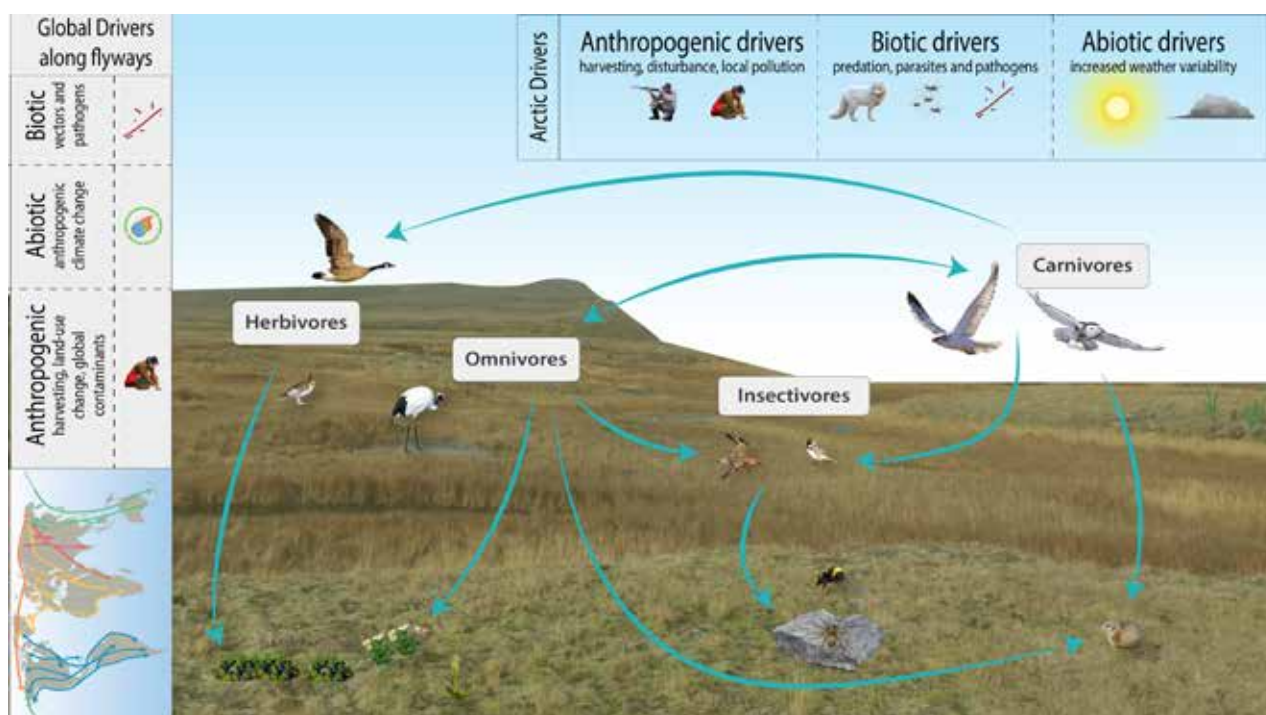 Global Drivers
along flyways
Biotic
vectors and
pathogens
Abiotic
anthropogenic
climate change
Anthropogenic
harvesting, land-use
change, global
contaminants
Arctic Drivers
Anthropogenic drivers
harvesting, disturbance, local pollution
Biotic drivers
predation, parasites and pathogens
Abiotic drivers
increased weather variability
Carnivores
Herbivores
Omnivores
Insectivores